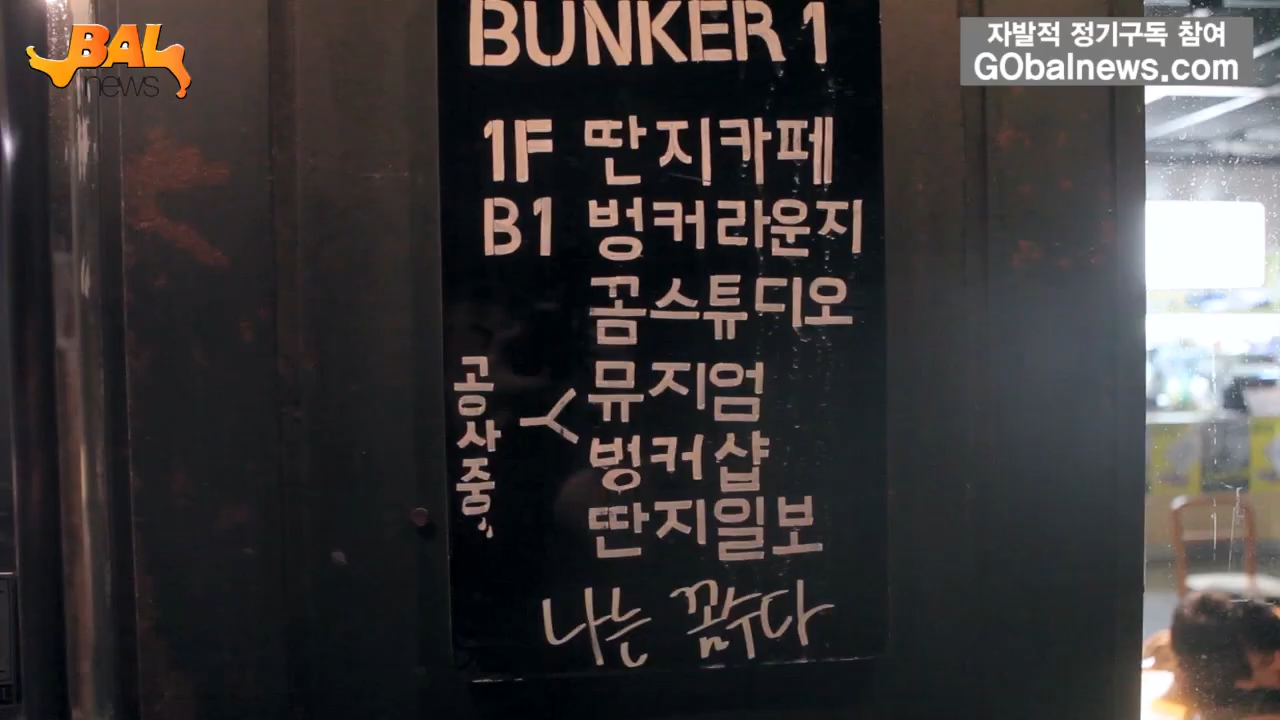 BAL
news
자발적 정기구독 참여
GObalnews.com
BUNKER 1
1F 딴지카페
B1 벙커라운지
꼼스튜디오
뮤지엄
공사중
벙커샵
딴지일보
나는 꼼수다